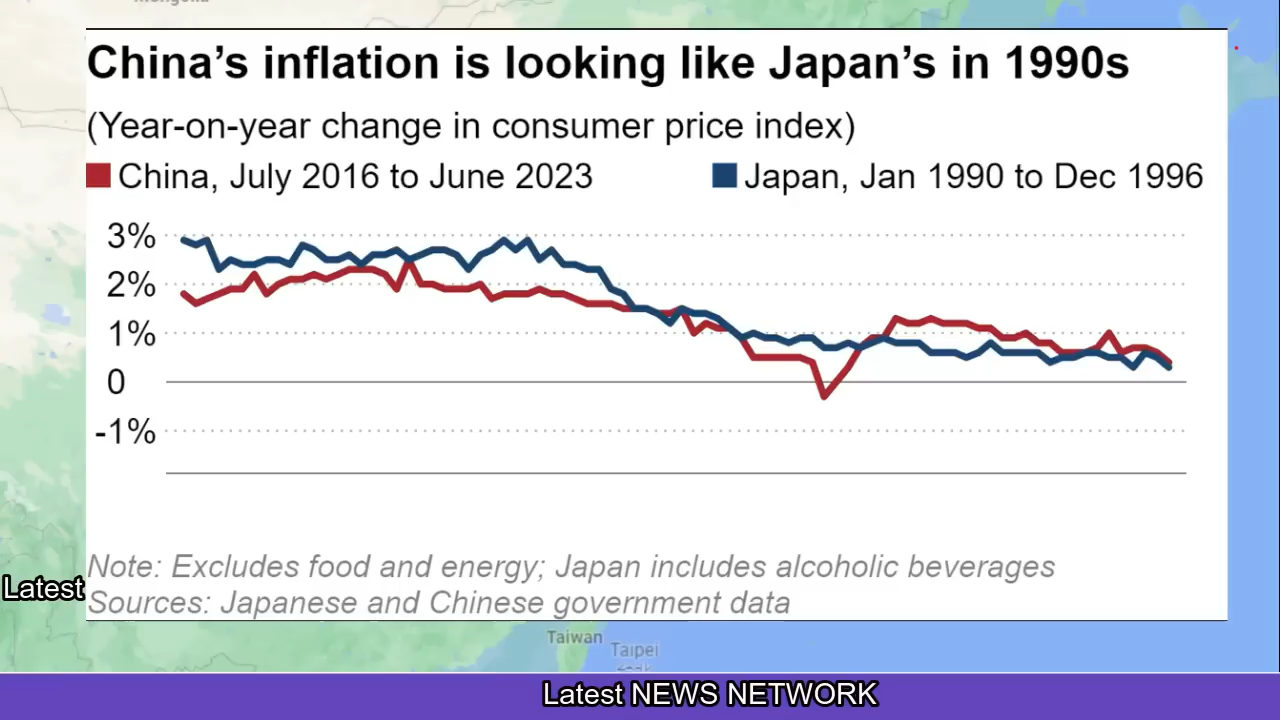 Mongolia
China’s inflation is looking like Japan’s in 1990s
(Year-on-year change in consumer price index)
China, July 2016 to June 2023
Japan, Jan 1990 to Dec 1996
3%
2%
1%
0
-1%
Note: Excludes food and energy; Japan includes alcoholic beverages
Latest
Sources: Japanese and Chinese government data
Taiwan
Taipei
Latest NEWS NETWORK